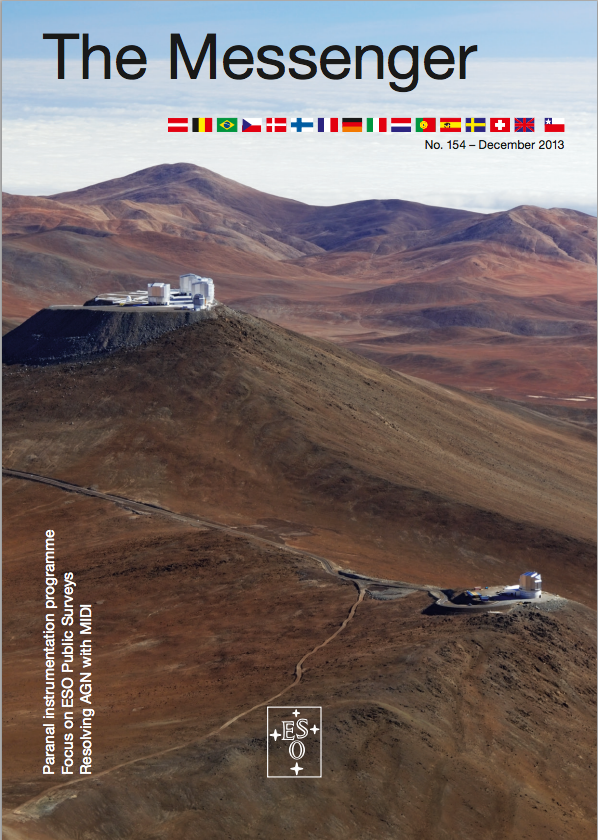 The Messenger
No. 154 – December 2013
Paranal instrumentation programme
Focus on ESO Public Surveys
Resolving AGN with MIDI
ESO